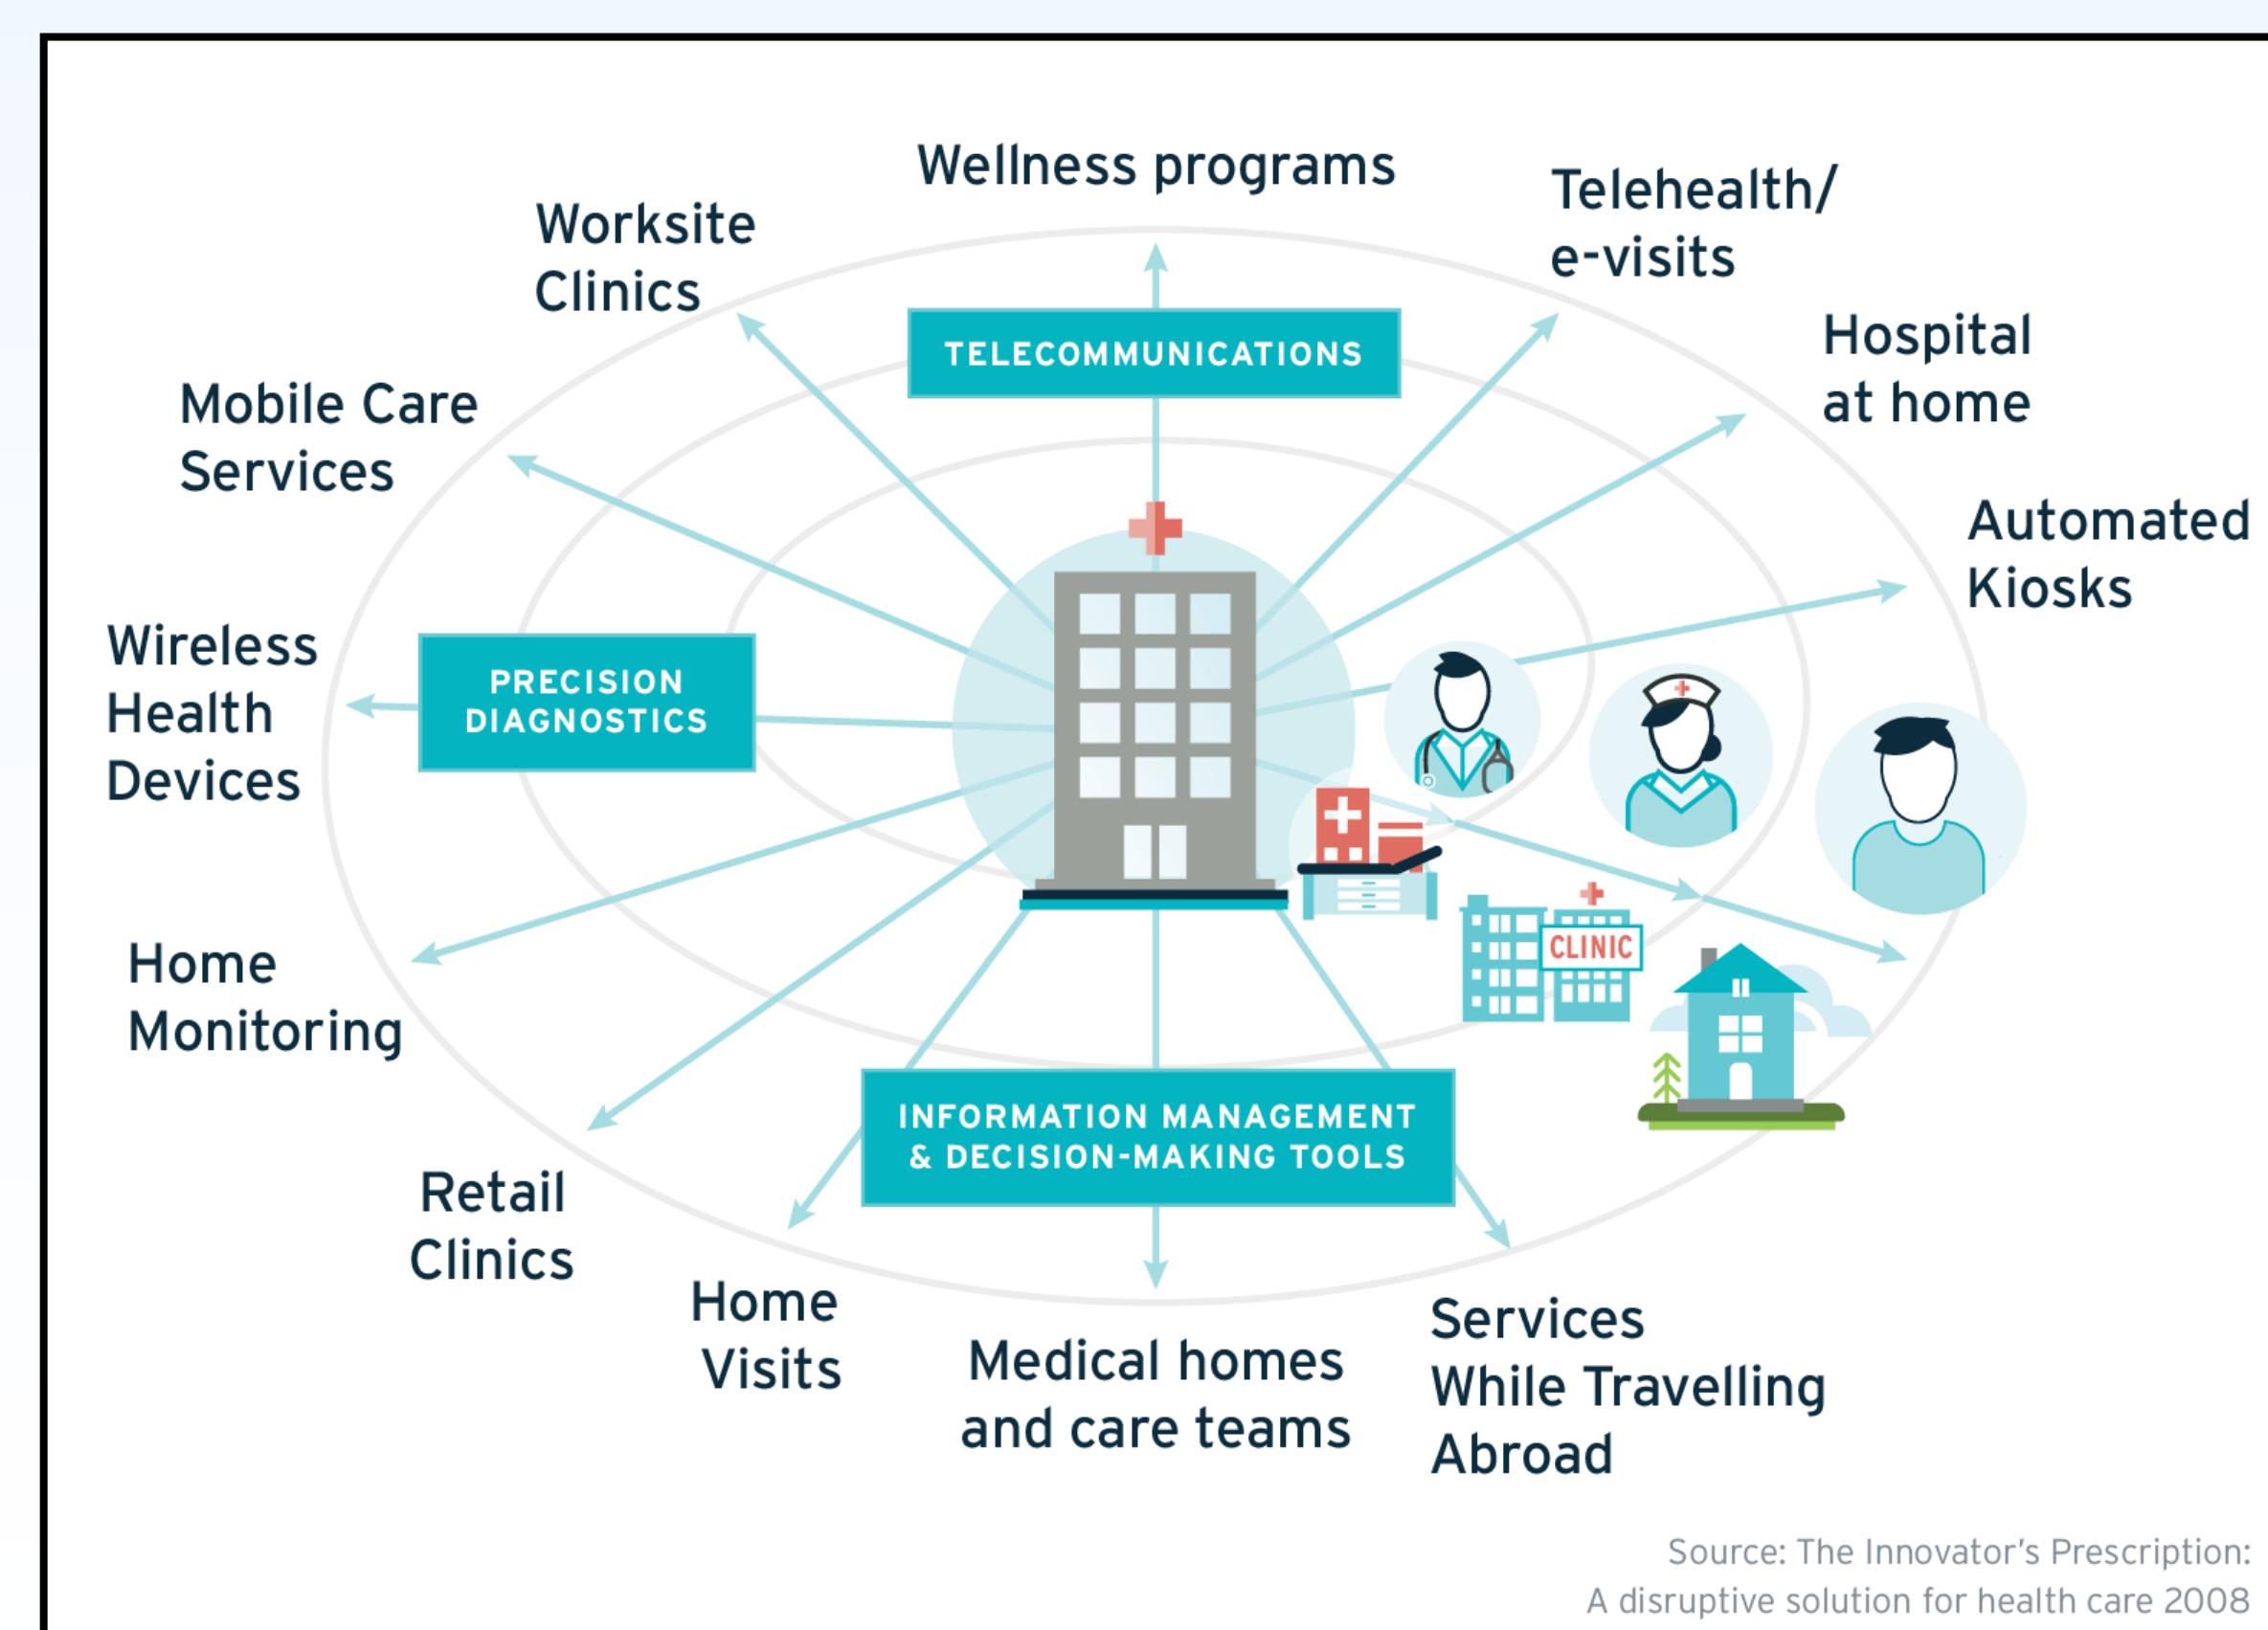 Wellness programs
Telehealth/
e-visits
Worksite
Clinics
Hospital
at home
TELECOMMUNICATIONS
Mobile Care
Services
Automated
Kiosks
Wireless
Health
Devices
PRECISION
DIAGNOSTICS
CLINIC
Home
Monitoring
INFORMATION MANAGEMENT
& DECISION-MAKING TOOLS
Retail
Clinics
Home
Visits
Medical homes
and care teams
Services
While Travelling
Abroad
Source: The Innovator’s Prescription:
A disruptive solution for health care 2008